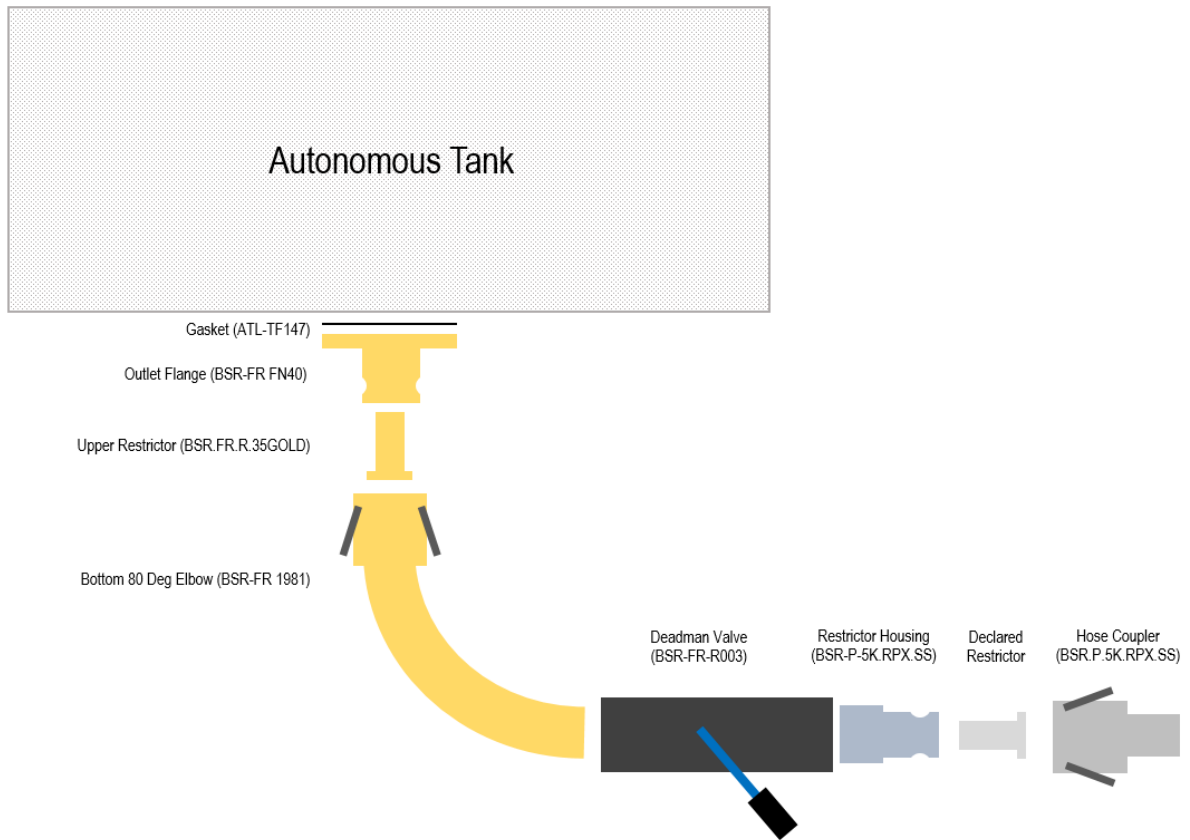 Autonomous Tank
Gasket (ATL-TF147)
Outlet Flange (BSR-FR FN40)
Upper Restrictor (BSR.FR.R.35GOLD)
Bottom 80 Deg Elbow (BSR-FR 1981)
Deadman Valve
(BSR-FR-R003)
Restrictor Housing
(BSR-P-5K.RPX.SS)
Declared
Restrictor
Hose Coupler
(BSR.P.5K.RPX.SS)